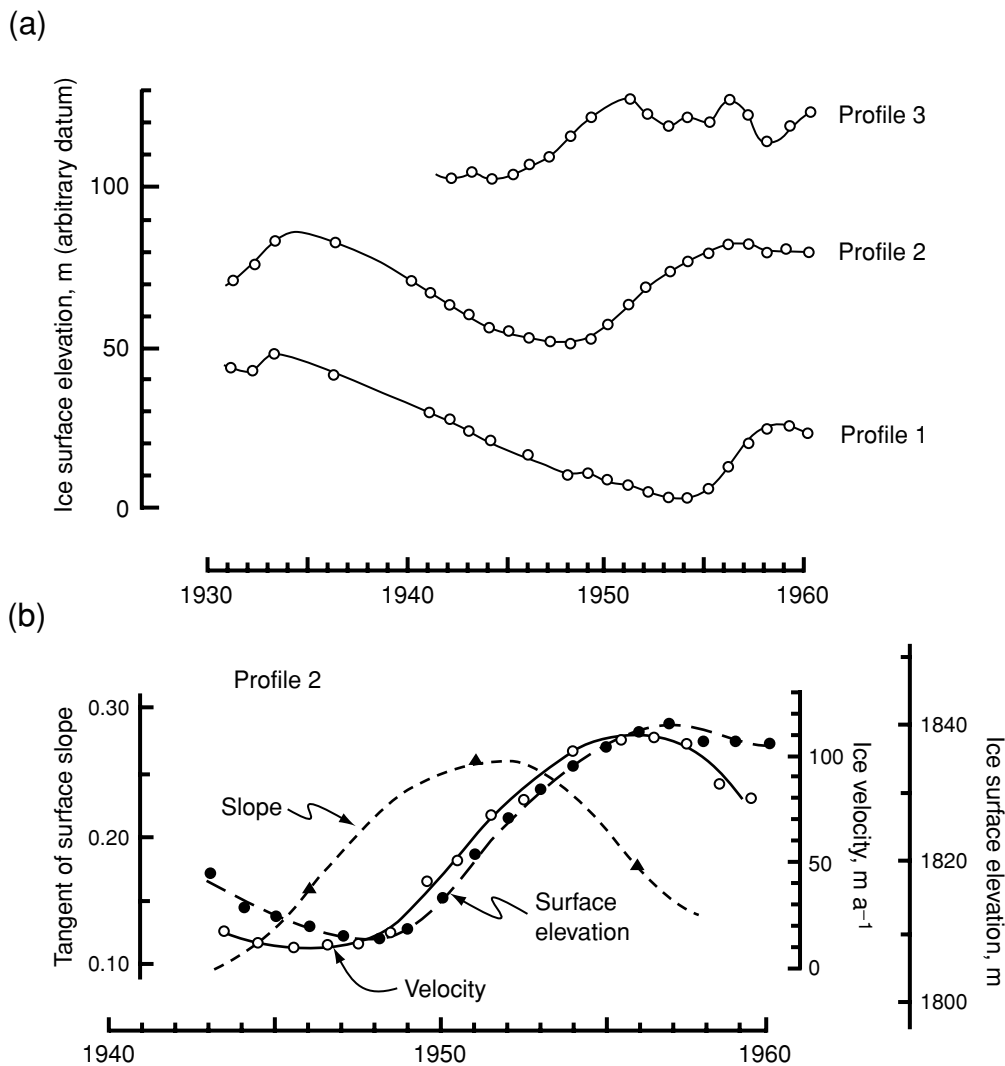 (a)
Ice surface elevation, m (arbitrary datum)
100
50
0
Profile 3
Profile 2
Profile 1
1930
1940
1950
1960
(b)
Profile 2
Tangent of surface slope
0.30
0.20
0.10
Slope
Surface
elevation
Velocity
100
50
0
Ice velocity, m a⁻¹
1840
1820
1800
Ice surface elevation, m
1940
1950
1960